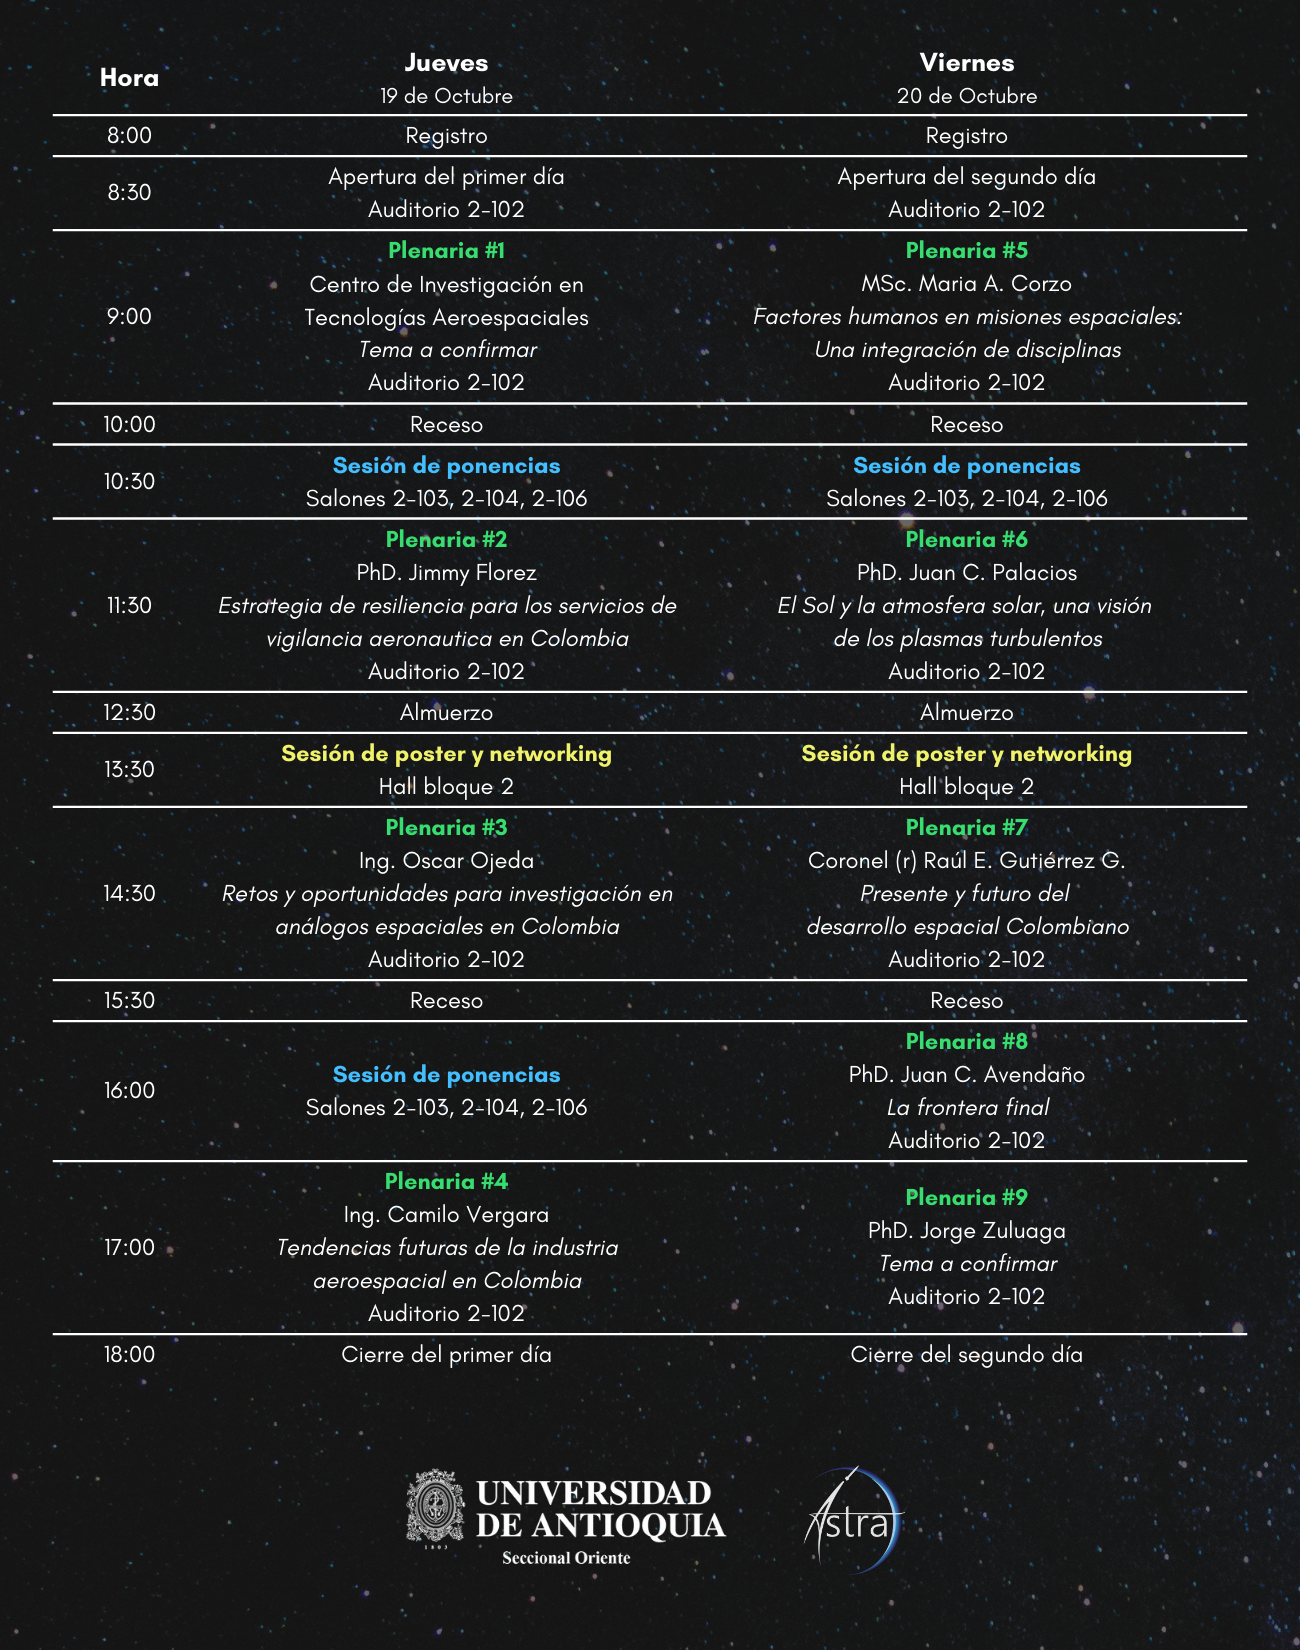 Hora
Jueves
19 de Octubre
Viernes
20 de Octubre
8:00
Registro
Registro
8:30
Apertura del primer día
Auditorio 2-102
Apertura del segundo día
Auditorio 2-102
9:00
Plenaria #1
Centro de Investigación en
Tecnologías Aeroespaciales
Tema a confirmar
Auditorio 2-102
Plenaria #5
MSc. Maria A. Corzo
Factores humanos en misiones espaciales:
Una integración de disciplinas
Auditorio 2-102
10:00
Receso
Receso
10:30
Sesión de ponencias
Salones 2-103, 2-104, 2-106
Sesión de ponencias
Salones 2-103, 2-104, 2-106
11:30
Plenaria #2
PhD. Jimmy Florez
Estrategia de resiliencia para los servicios de
vigilancia aeronautica en Colombia
Auditorio 2-102
Plenaria #6
PhD. Juan C. Palacios
El Sol y la atmosfera solar, una visión
de los plasmas turbulentos
Auditorio 2-102
12:30
Almuerzo
Almuerzo
13:30
Sesión de poster y networking
Hall bloque 2
Sesión de poster y networking
Hall bloque 2
14:30
Plenaria #3
Ing. Oscar Ojeda
Retos y oportunidades para investigación en
análogos espaciales en Colombia
Auditorio 2-102
Plenaria #7
Coronel (r) Raúl E. Gutiérrez G.
Presente y futuro del
desarrollo espacial Colombiano
Auditorio 2-102
15:30
Receso
Receso
16:00
Sesión de ponencias
Salones 2-103, 2-104, 2-106
Plenaria #8
PhD. Juan C. Avendaño
La frontera final
Auditorio 2-102
17:00
Plenaria #4
Ing. Camilo Vergara
Tendencias futuras de la industria
aeroespacial en Colombia
Auditorio 2-102
Plenaria #9
PhD. Jorge Zuluaga
Tema a confirmar
Auditorio 2-102
18:00
Cierre del primer día
Cierre del segundo día
1803
UNIVERSIDAD
DE ANTIOQUIA
Seccional Oriente
Astra